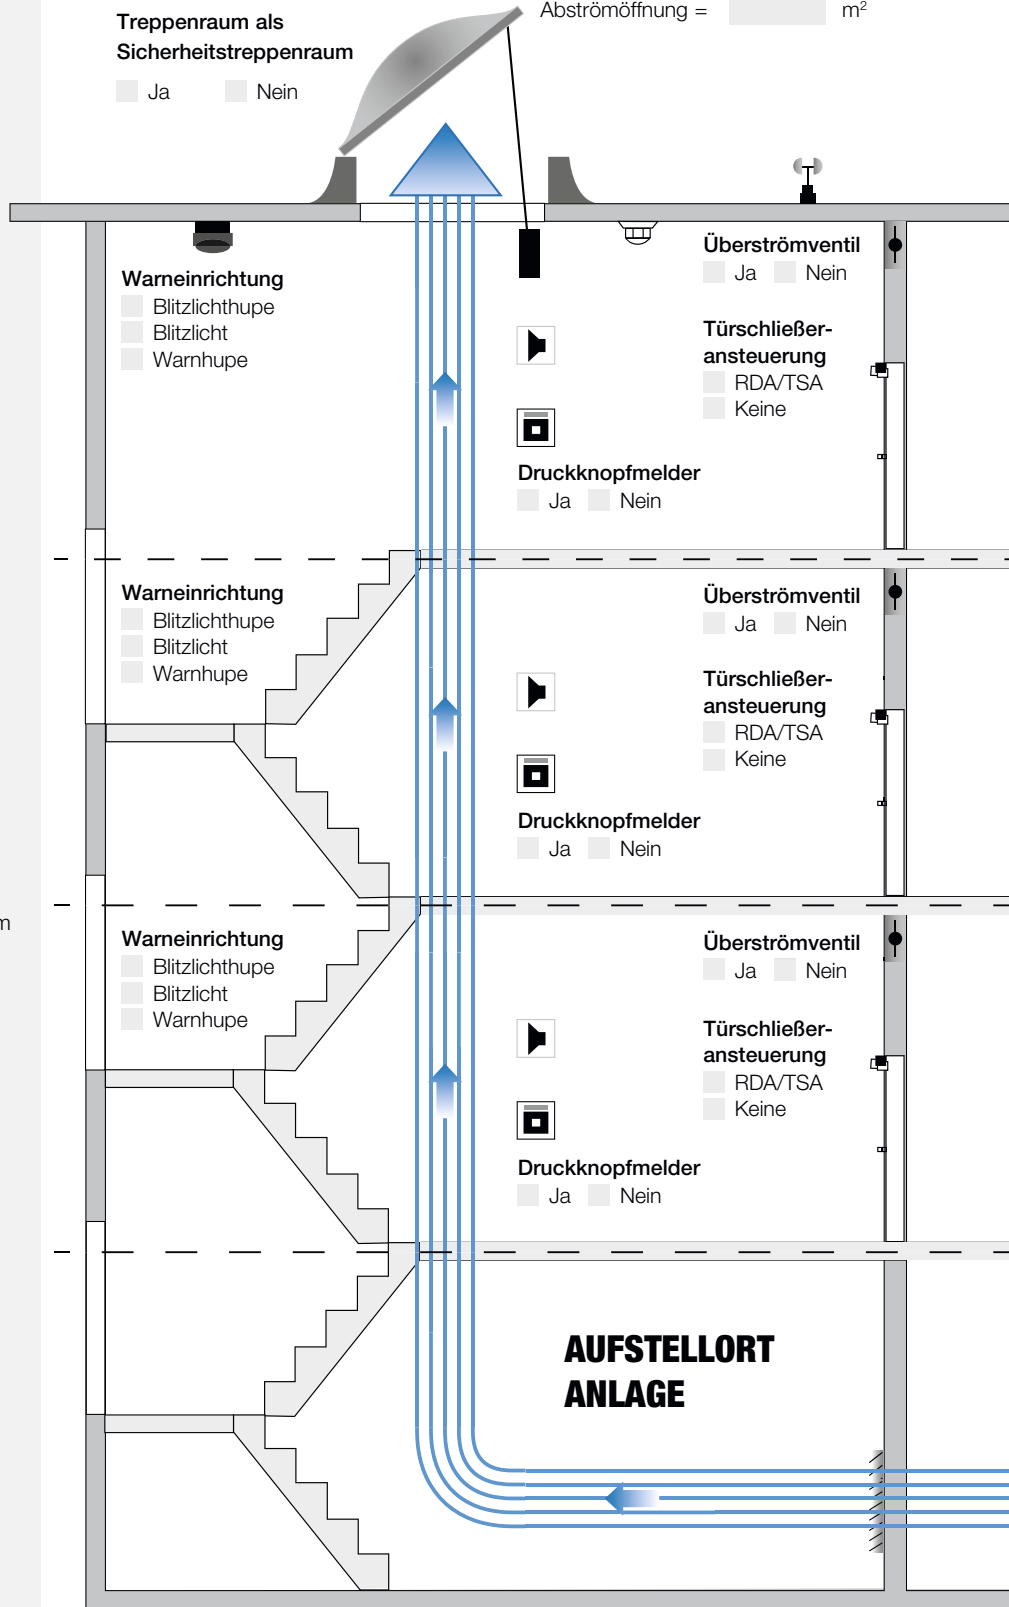 Abströmöffnung = m²
Treppenraum als
Sicherheitstreppenraum
Ja Nein
Überströmventil
Ja Nein
Warneinrichtung
Blitzlichthupe
Blitzlicht
Warnhupe
Türschließer-
ansteuerung
RDA/TSA
Keine
Druckknopfmelder
Ja Nein
Warneinrichtung
Blitzlichthupe
Blitzlicht
Warnhupe
Überströmventil
Ja Nein
Türschließer-
ansteuerung
RDA/TSA
Keine
Druckknopfmelder
Ja Nein
m
Warneinrichtung
Blitzlichthupe
Blitzlicht
Warnhupe
Überströmventil
Ja Nein
Türschließer-
ansteuerung
RDA/TSA
Keine
Druckknopfmelder
Ja Nein
AUFSTELLORT
ANLAGE